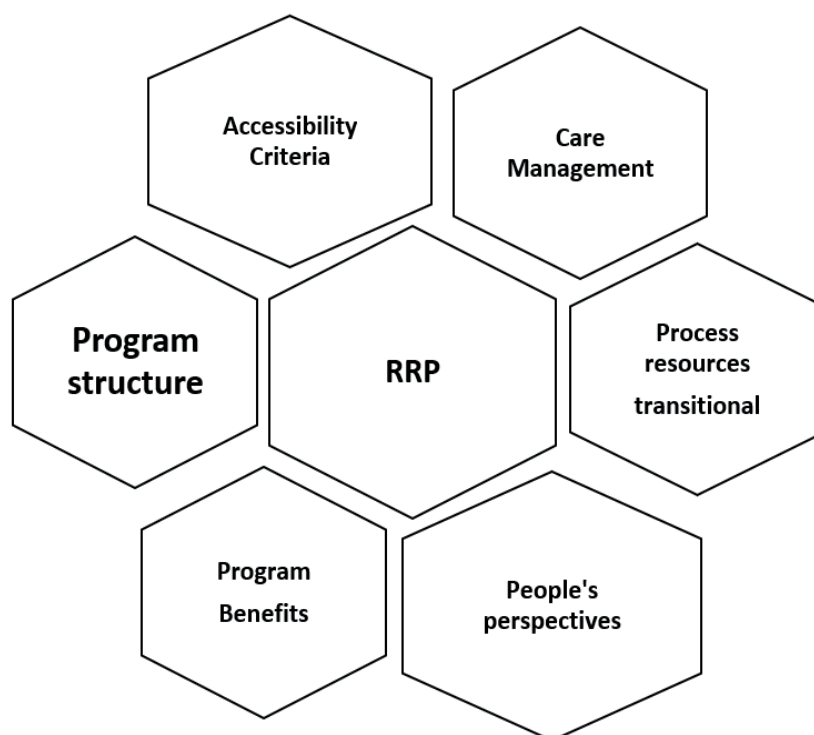 Accessibility
Criteria
Care
Management
Program
structure
RRP
Process
resources
transitional
Program
Benefits
People's
perspectives